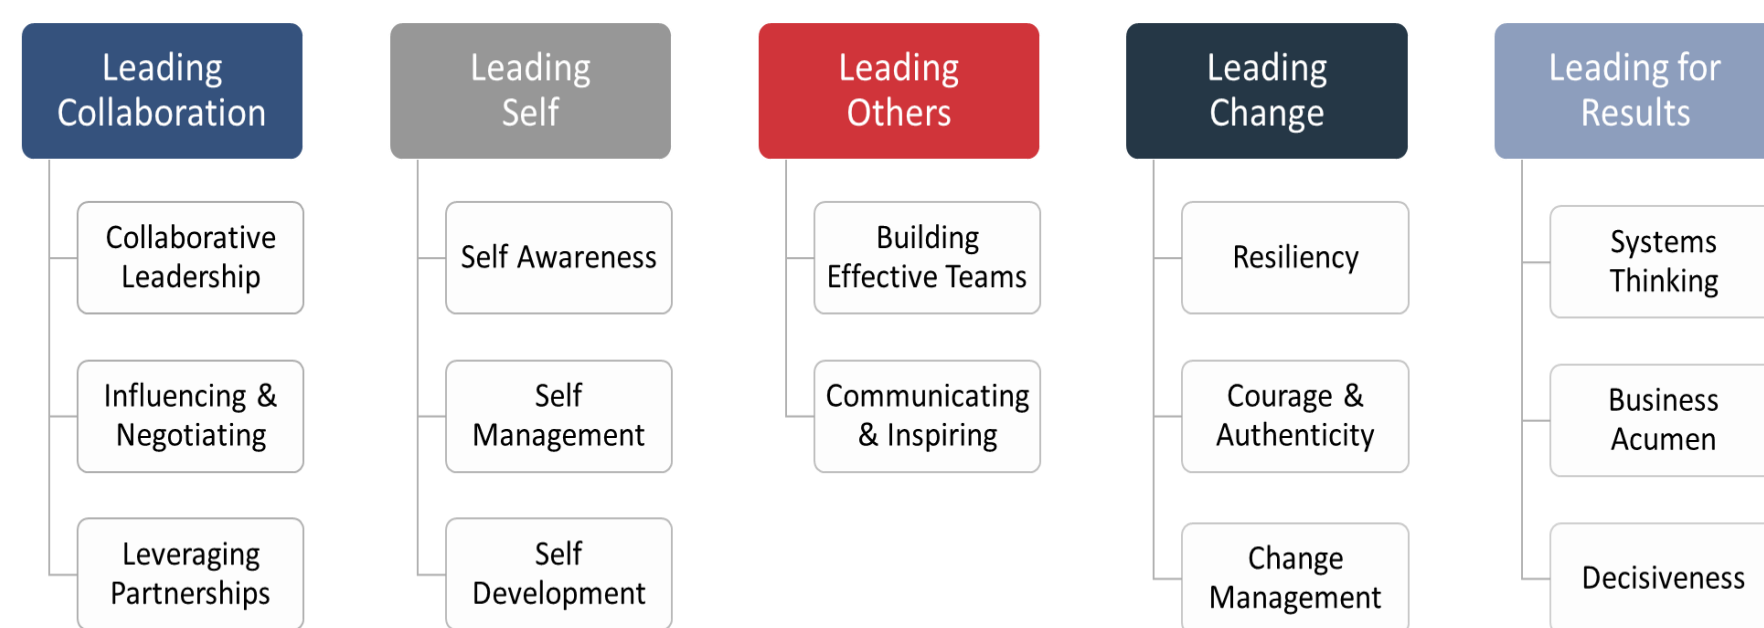 Leading
Collaboration
Collaborative
Leadership
Influencing &
Negotiating
Leveraging
Partnerships
Leading
Self
Self Awareness
Self
Management
Self
Development
Leading
Others
Building
Effective Teams
Communicating
& Inspiring
Leading
Change
Resiliency
Courage &
Authenticity
Change
Management
Leading for
Results
Systems
Thinking
Business
Acumen
Decisiveness